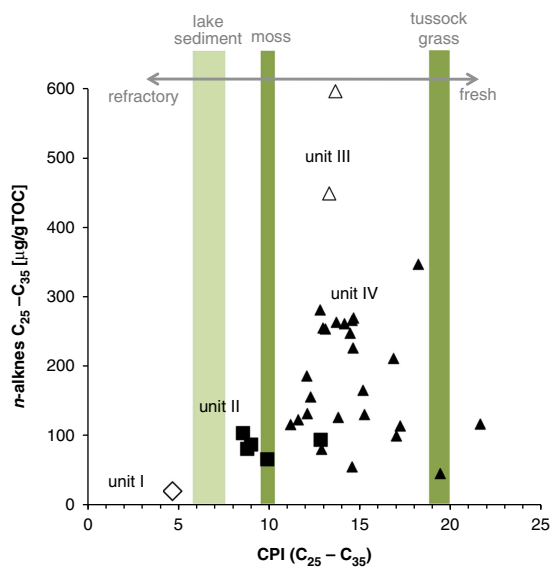 lake
sediment
moss
tussock
grass
refractory
fresh
600
500
400
300
200
100
0
n-alknes C25–C35 [µg/gTOC]
unit III
unit IV
unit II
unit I
0 5 10 15 20 25
CPI (C25 – C35)